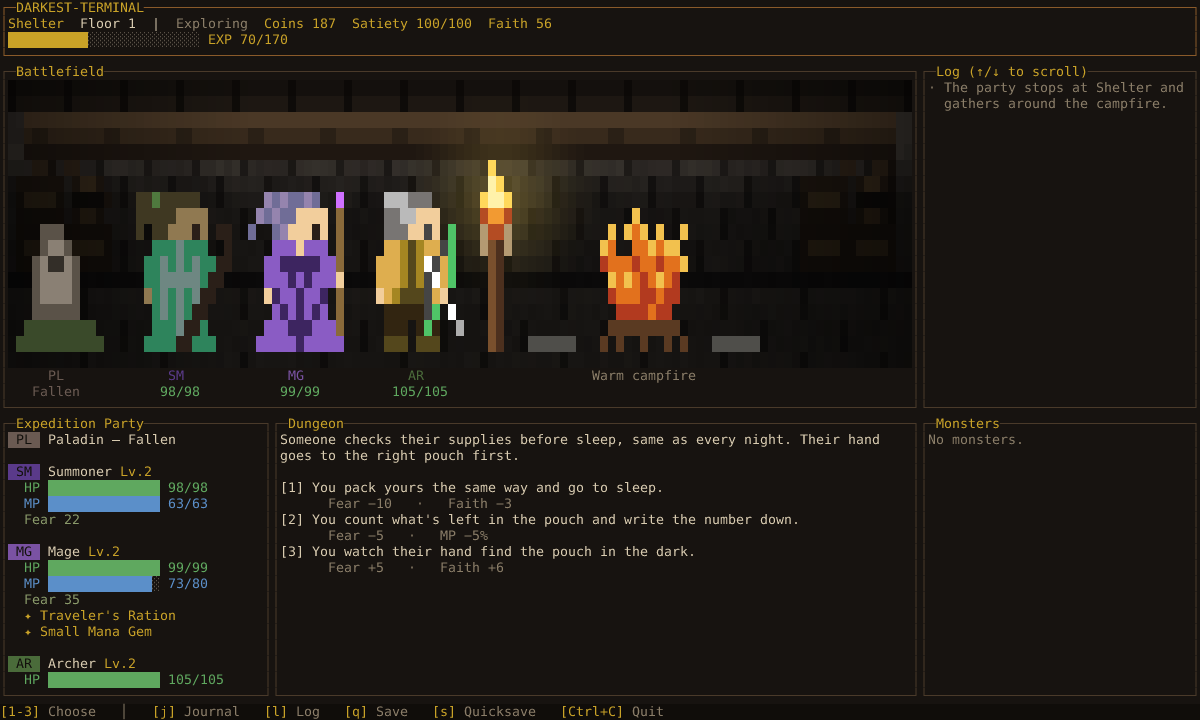 DARKEST-TERMINAL
Shelter Floor 1 | Exploring Coins 187 Satiety 100/100 Faith 56
EXP 70/170
Battlefield
PL SM MG AR Warm campfire
Fallen 98/98 99/99 105/105
Log (↑/↓ to scroll)
· The party stops at Shelter and
gathers around the campfire.
Expedition Party
PL Paladin — Fallen
SM Summoner Lv.2
HP 98/98
MP 63/63
Fear 22
MG Mage Lv.2
HP 99/99
MP 73/80
Fear 35
✦ Traveler's Ration
✦ Small Mana Gem
AR Archer Lv.2
HP 105/105
Dungeon
Someone checks their supplies before sleep, same as every night. Their hand
goes to the right pouch first.
[1] You pack yours the same way and go to sleep.
Fear −10 · Faith −3
[2] You count what's left in the pouch and write the number down.
Fear −5 · MP −5%
[3] You watch their hand find the pouch in the dark.
Fear +5 · Faith +6
Monsters
No monsters.
[1-3] Choose │ [j] Journal [l] Log [q] Save [s] Quicksave [Ctrl+C] Quit